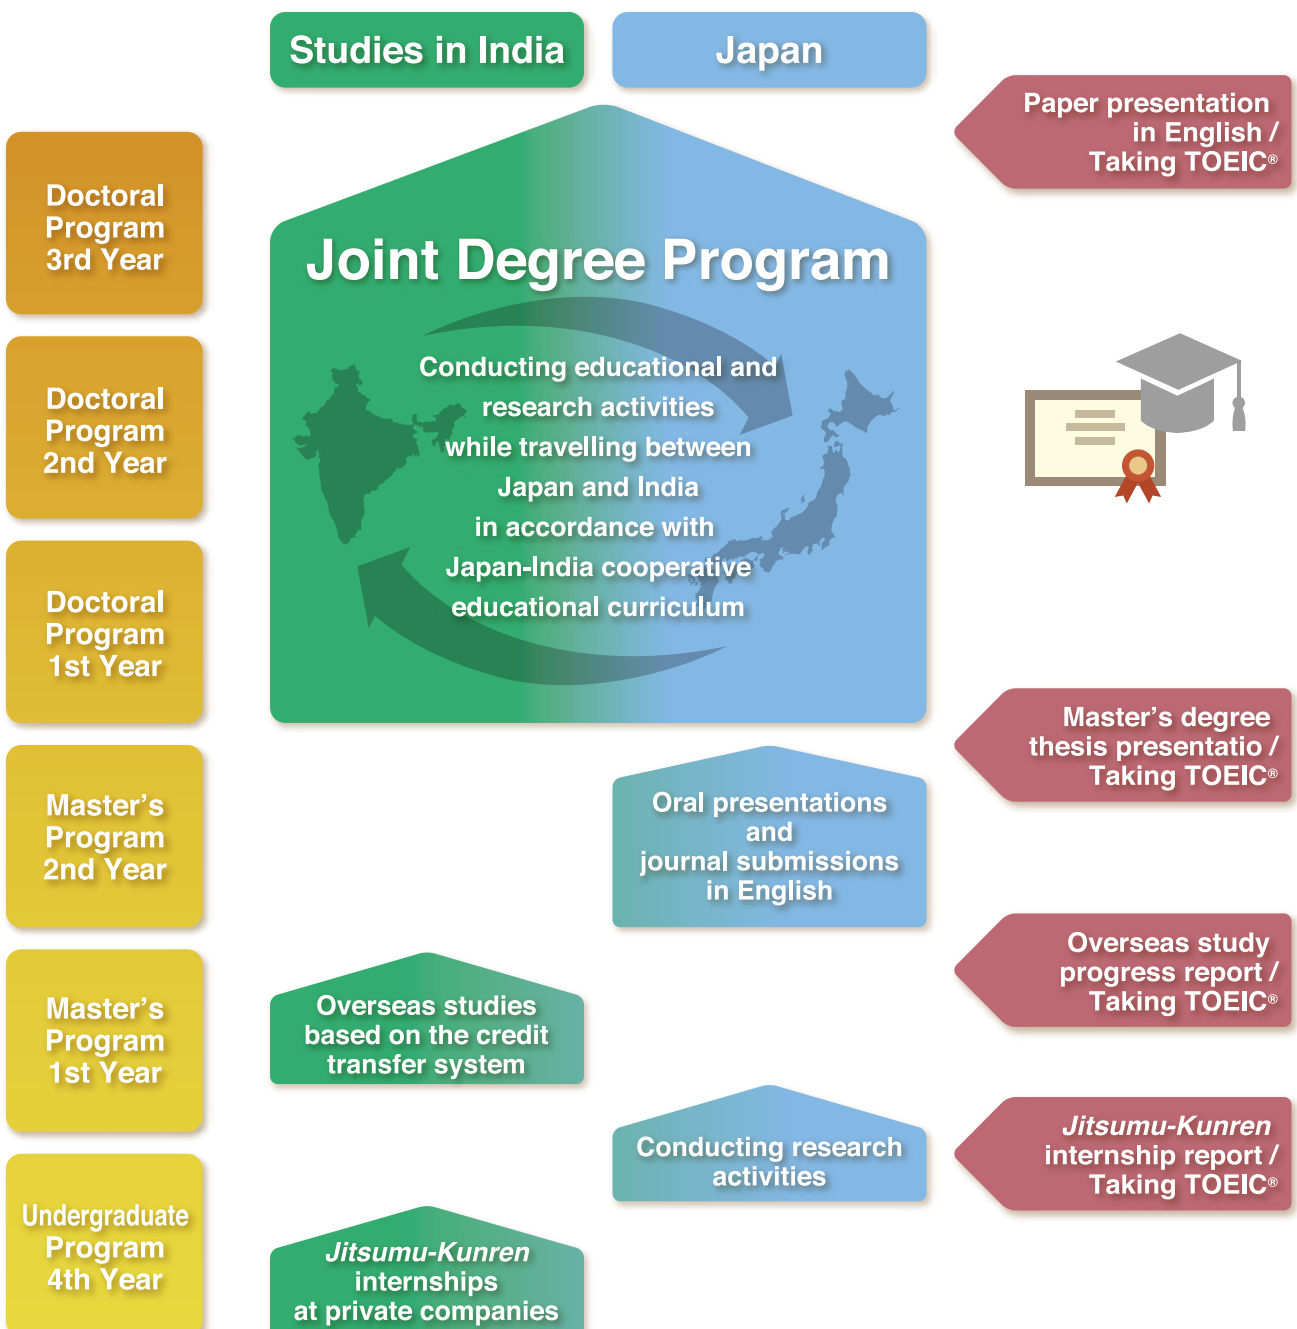 Studies in India
Japan
Paper presentation
in English /
Taking TOEIC®
Doctoral
Program
3rd Year
Joint Degree Program
Conducting educational and
research activities
while travelling between
Japan and India
in accordance with
Japan-India cooperative
educational curriculum
Doctoral
Program
2nd Year
Doctoral
Program
1st Year
Master's degree
thesis presentatio /
Taking TOEIC®
Master's
Program
2nd Year
Oral presentations
and
journal submissions
in English
Overseas study
progress report /
Taking TOEIC®
Master's
Program
1st Year
Overseas studies
based on the credit
transfer system
Conducting research
activities
Jitsumu-Kunren
internship report /
Taking TOEIC®
Undergraduate
Program
4th Year
Jitsumu-Kunren
internships
at private companies